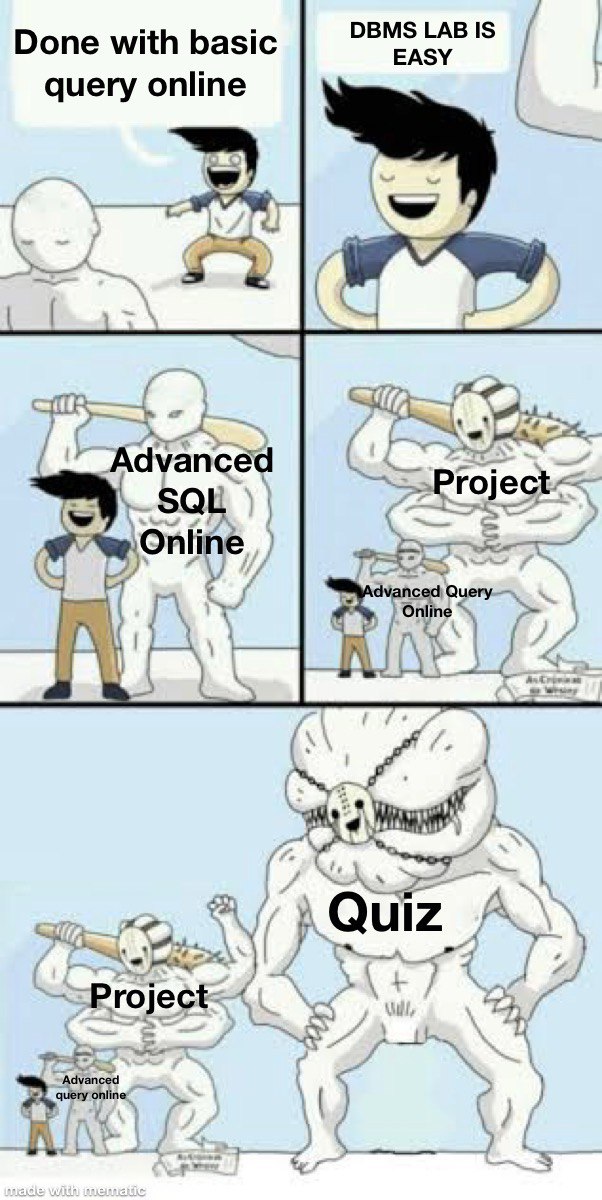 Done with basic
query online
DBMS LAB IS
EASY
Advanced
SQL
Online
Project
Advanced Query
Online
Quiz
Project
Advanced
query online
made with mematic